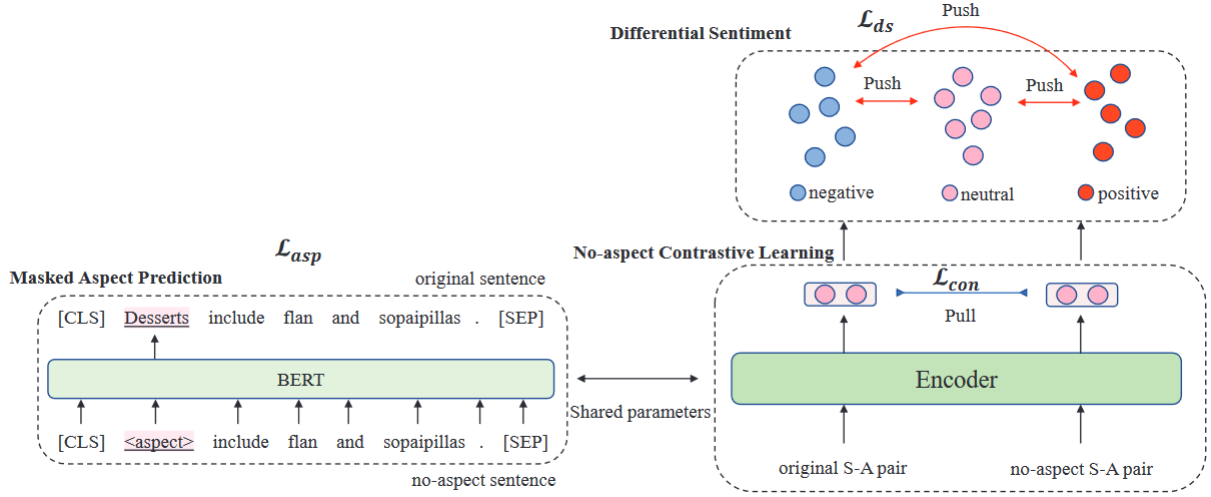 Push
ℒds
Differential Sentiment
Push
Push
negative
neutral
positive
ℒasp
No-aspect Contrastive Learning
Masked Aspect Prediction
original sentence
[CLS] Desserts include flan and sopaipillas . [SEP]
BERT
[CLS] <aspect> include flan and sopaipillas . [SEP]
no-aspect sentence
Shared parameters
ℒcon
Pull
Encoder
original S-A pair
no-aspect S-A pair